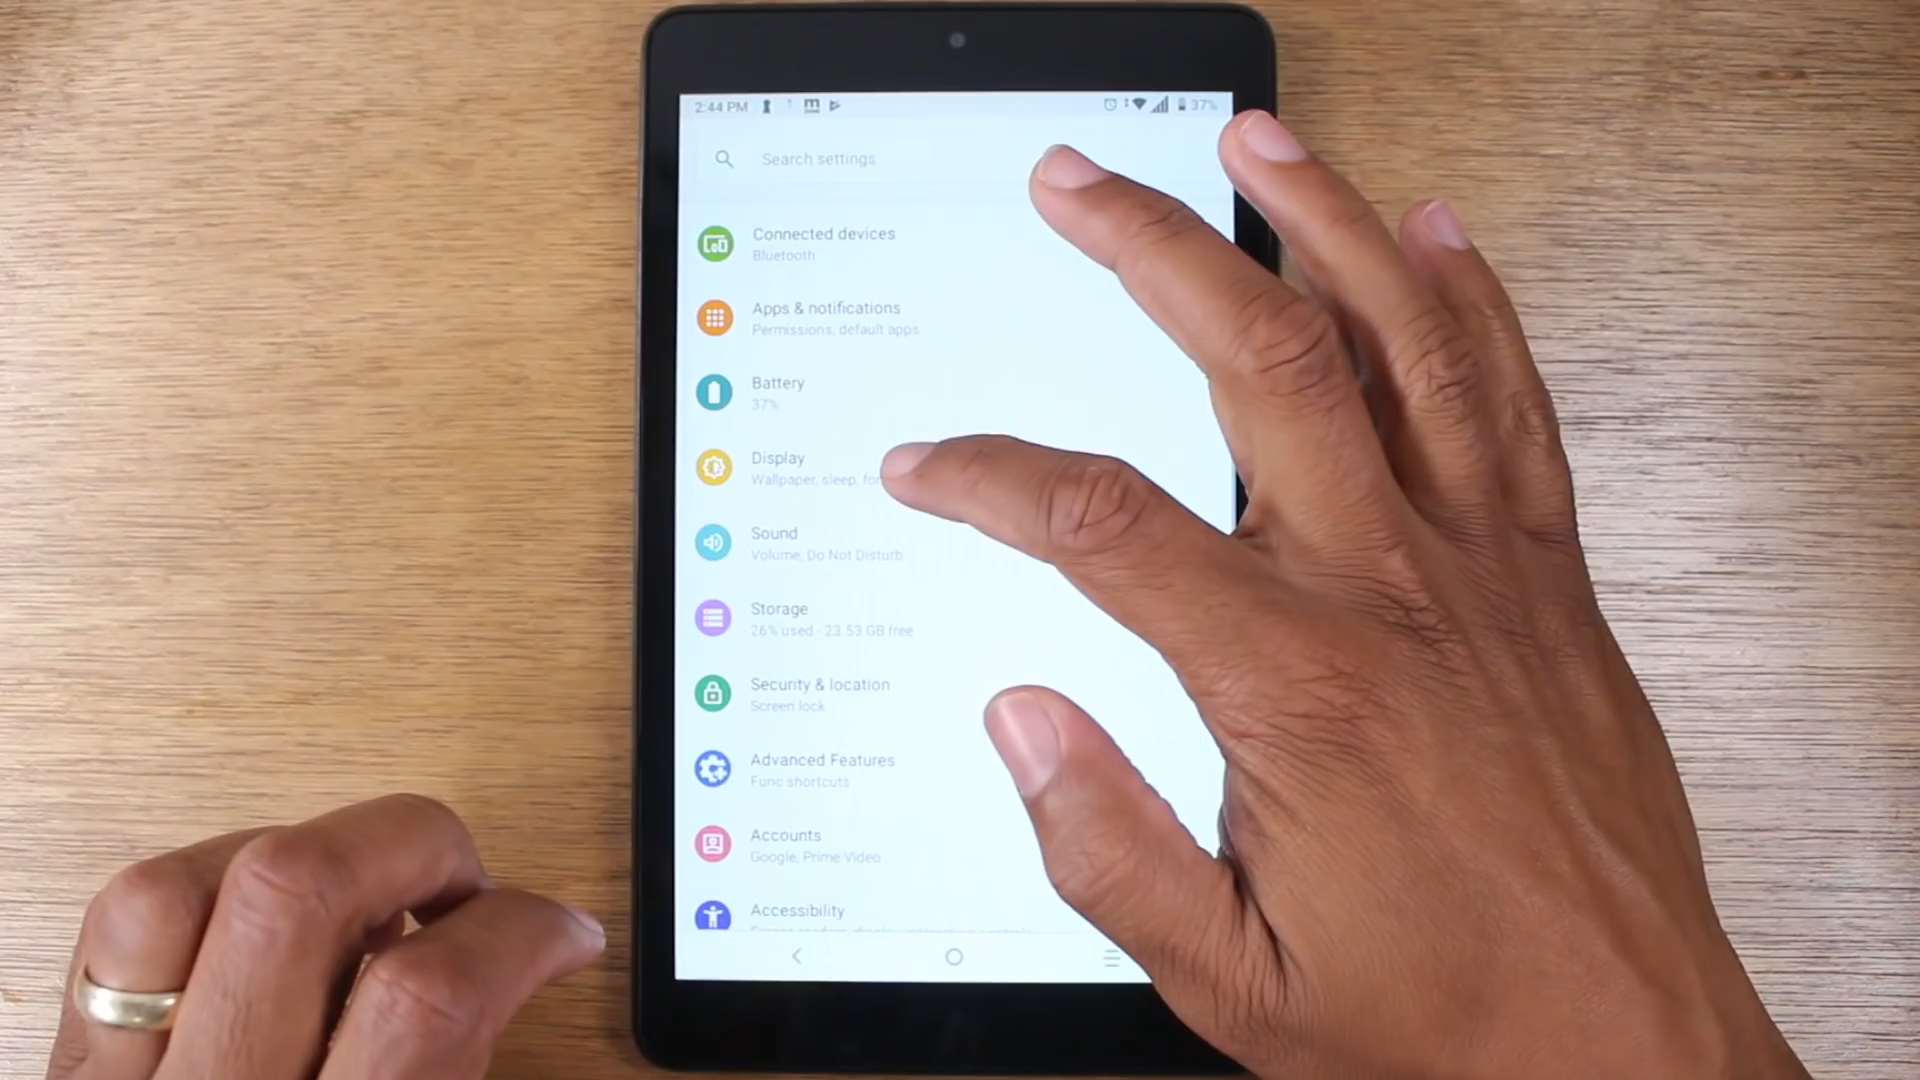 2:44 PM
37%
Search settings
Connected devices
Bluetooth
Apps & notifications
Permissions, default apps
Battery
37%
Display
Wallpaper, sleep,
Sound
Volume, Do Not Disturb
Storage
26% used - 23.53 GB free
Security & location
Screen lock
Advanced Features
Func shortcuts
Accounts
Google, Prime Video
Accessibility